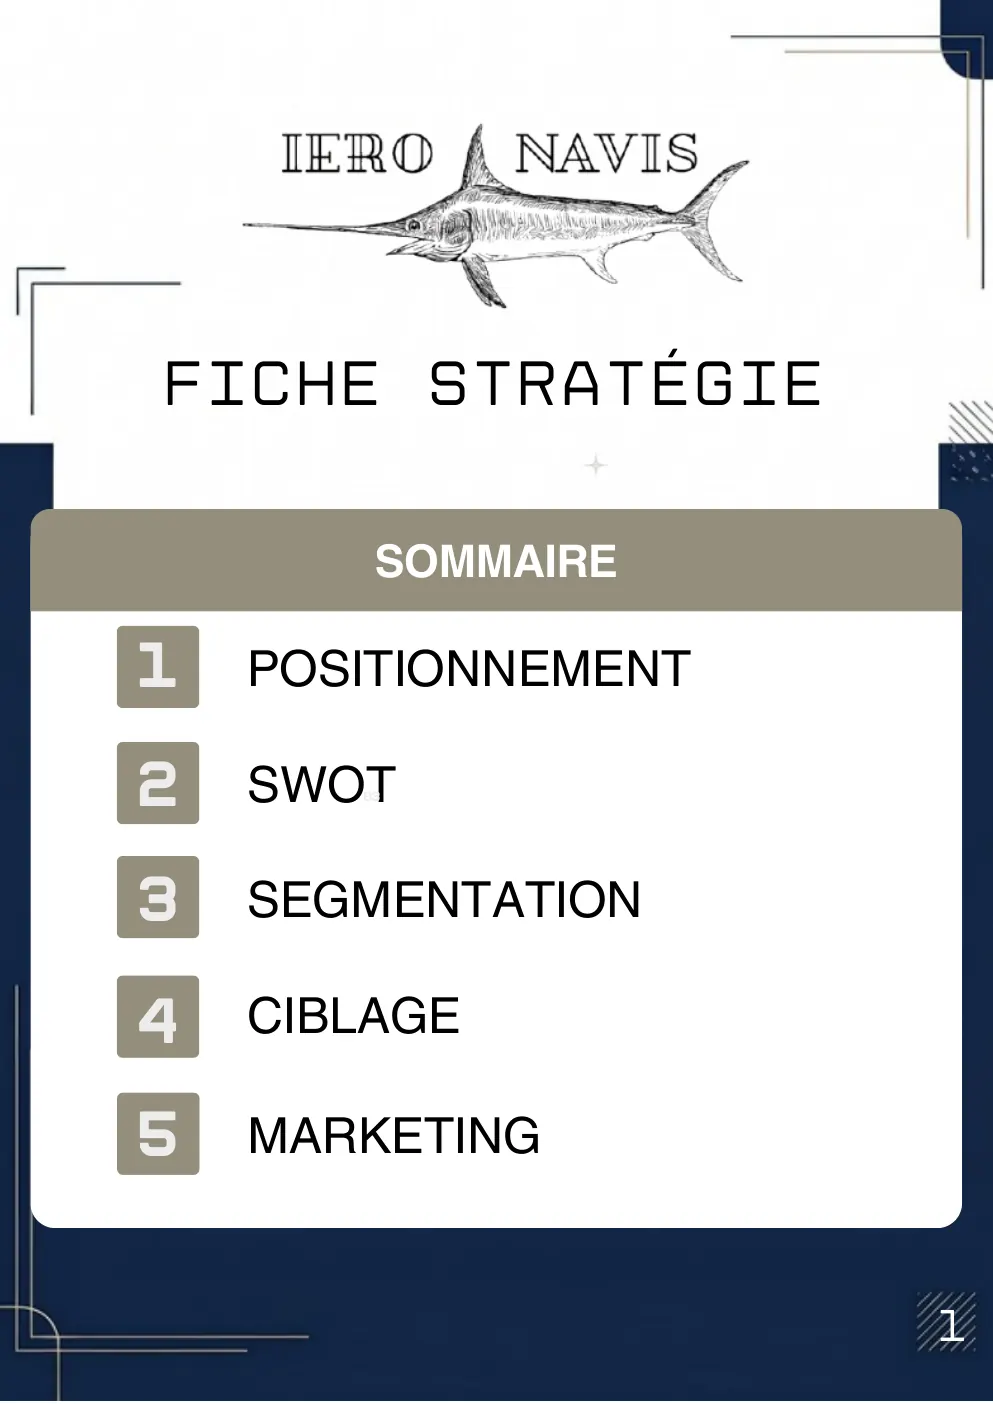 IERO NAVIS
FICHE STRATÉGIE
SOMMAIRE
1 POSITIONNEMENT
2 SWOT
3 SEGMENTATION
4 CIBLAGE
5 MARKETING
1